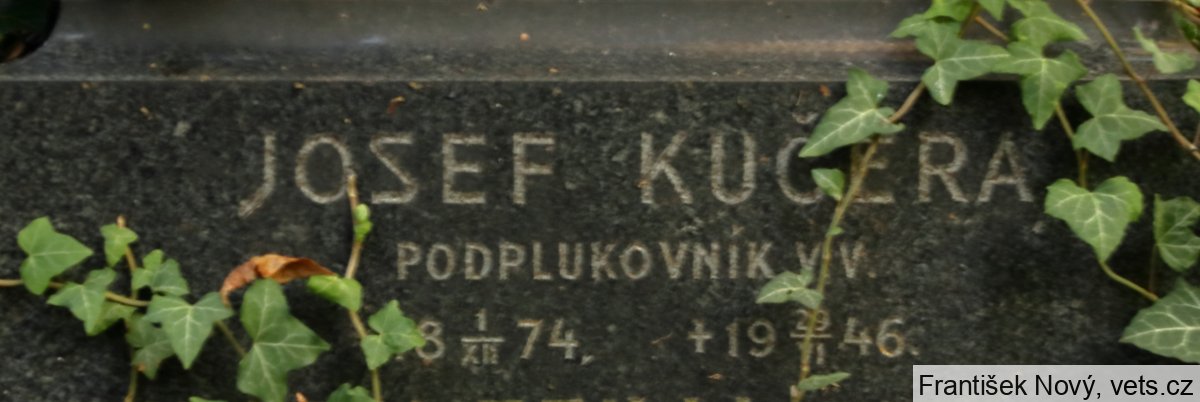 JOSEF KUČERA
PODPLUKOVNÍK V.V.
8 1/XII 74, † 19 46.
František Nový, vets.cz